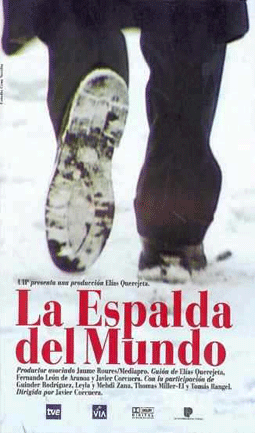 UIP presenta una producción Elías Querejeta.
La Espalda
del Mundo
Productor asociado Jaume Roures/Mediapro. Guión de Elías Querejeta,
Fernando León de Aranoa y Javier Corcuera. Con la participación de
Guinder Rodríguez, Leyla y Mehdi Zana, Thomas Miller-El y Tomás Rangel.
Dirigida por Javier Corcuera.
tve
VIA
DOLBY
DIGITAL